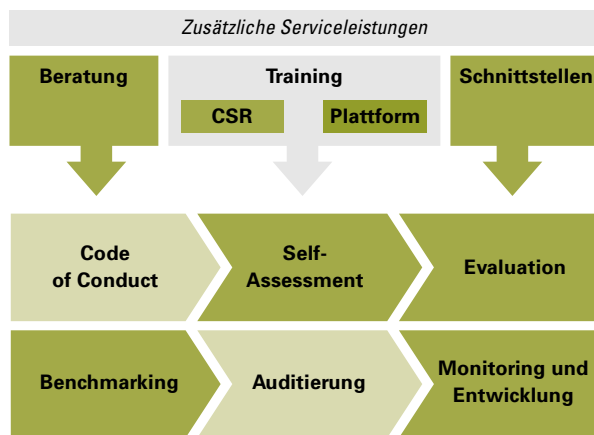 Zusätzliche Serviceleistungen
Beratung
Training
Schnittstellen
CSR
Plattform
Code
of Conduct
Self-
Assessment
Evaluation
Benchmarking
Auditierung
Monitoring und
Entwicklung